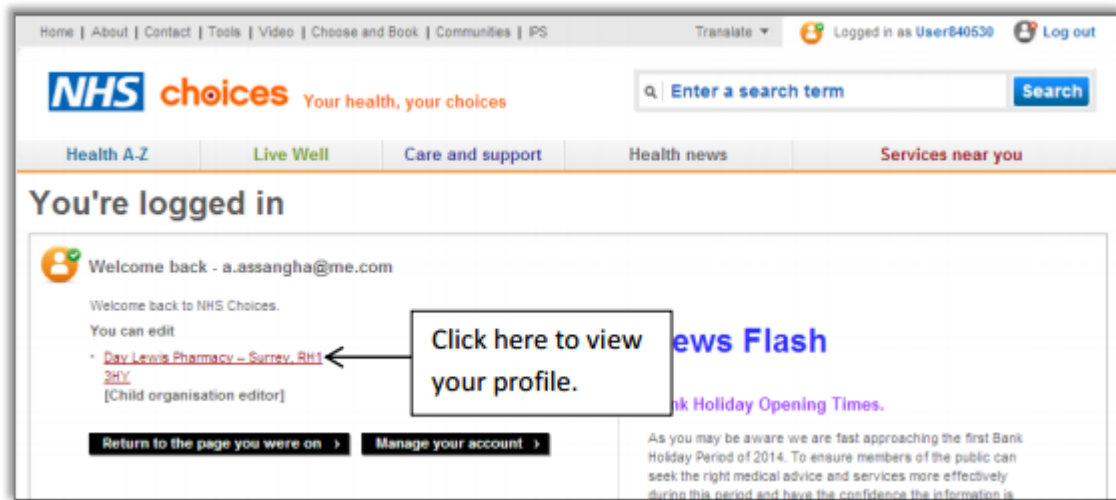 Home | About | Contact | Tools | Video | Choose and Book | Communities | IPS
Translate
Logged in as User840530
Log out
NHS choices Your health, your choices
Enter a search term
Search
Health A-Z
Live Well
Care and support
Health news
Services near you
You're logged in
Welcome back - a.assangha@me.com
Welcome back to NHS Choices.
You can edit
Day Lewis Pharmacy – Surrey, RH1
3HY
[Child organisation editor]
Return to the page you were on
Manage your account
Click here to view
your profile.
ews Flash
nk Holiday Opening Times.
As you may be aware we are fast approaching the first Bank
Holiday Period of 2014. To ensure members of the public can
seek the right medical advice and services more effectively
during this period and have the confidence the information is